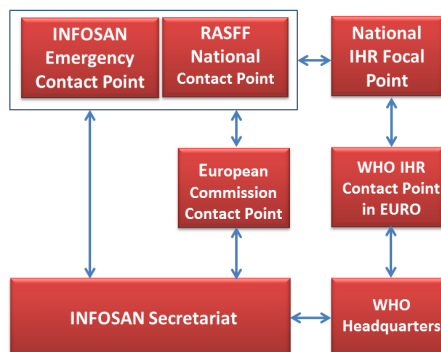 INFOSAN
Emergency
Contact Point
RASFF
National
Contact Point
National
IHR Focal
Point
European
Commission
Contact Point
WHO IHR
Contact Point
in EURO
INFOSAN Secretariat
WHO
Headquarters